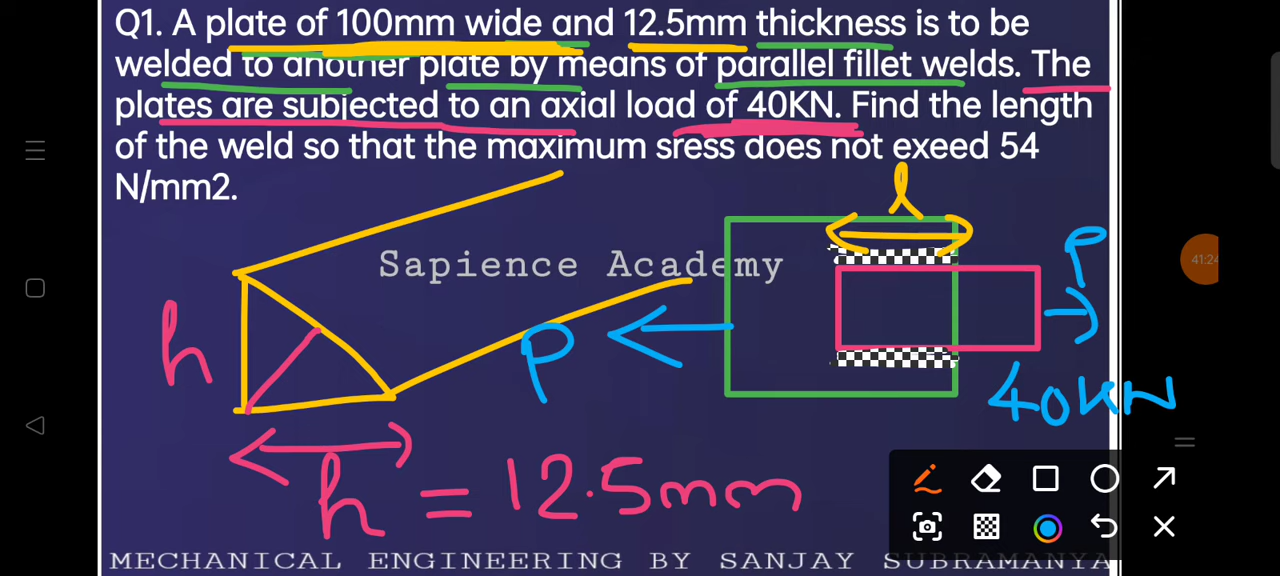 Q1. A plate of 100mm wide and 12.5mm thickness is to be
welded to another plate by means of parallel fillet welds. The
plates are subjected to an axial load of 40KN. Find the length
of the weld so that the maximum sress does not exeed 54
N/mm2.
l
Sapience Academy
P
41:24
h
P
40KN
h = 12.5mm
MECHANICAL ENGINEERING BY SANJAY SUBRAMANYA